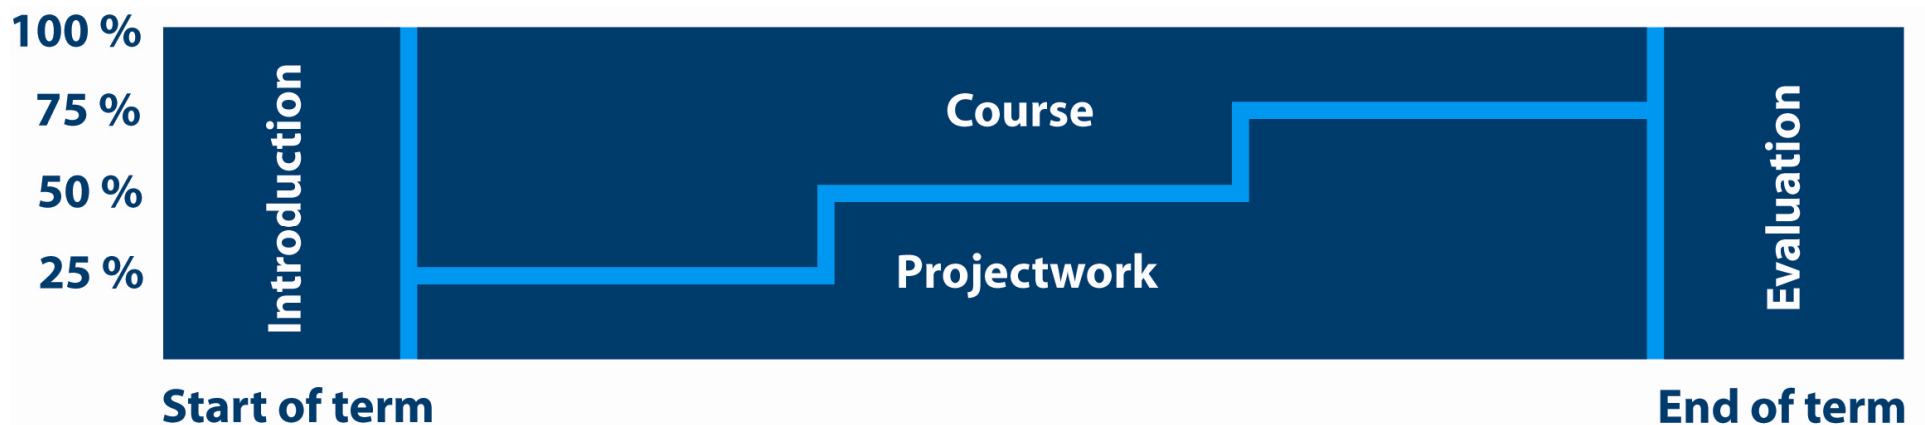 100 %
75 %
50 %
25 %
Introduction
Course
Projectwork
Evaluation
Start of term
End of term